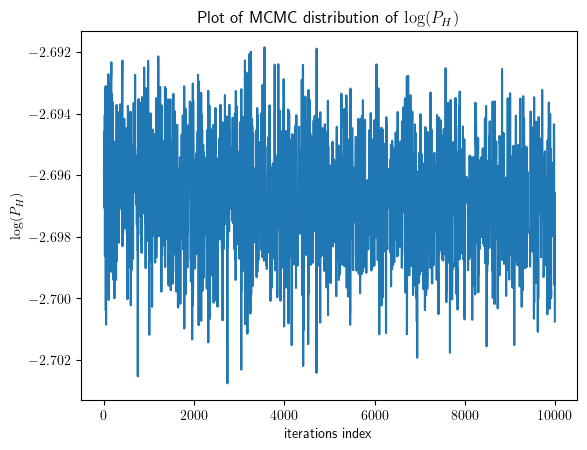 Plot of MCMC distribution of log(P_H)
−2.692
−2.694
−2.696
−2.698
−2.700
−2.702
log(P_H)
0 2000 4000 6000 8000 10000
iterations index